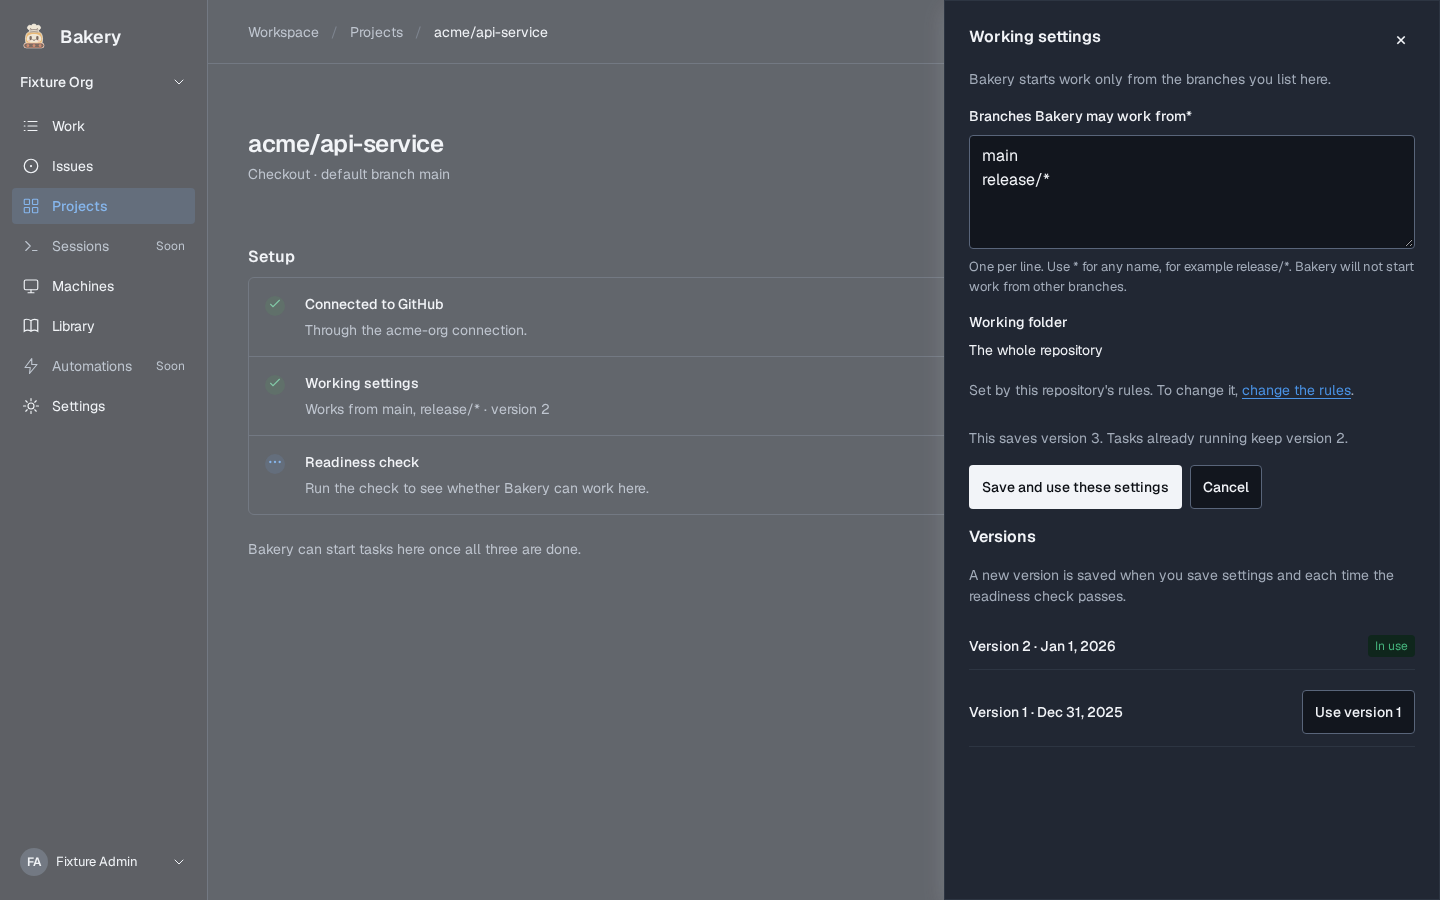 Bakery
Fixture Org
Work
Issues
Projects
Sessions Soon
Machines
Library
Automations Soon
Settings
FA Fixture Admin
Workspace / Projects / acme/api-service
acme/api-service
Checkout · default branch main
Setup
Connected to GitHub
Through the acme-org connection.
Working settings
Works from main, release/* · version 2
Readiness check
Run the check to see whether Bakery can work here.
Bakery can start tasks here once all three are done.
Working settings
Bakery starts work only from the branches you list here.
Branches Bakery may work from*
main
release/*
One per line. Use * for any name, for example release/*. Bakery will not start
work from other branches.
Working folder
The whole repository
Set by this repository's rules. To change it, change the rules.
This saves version 3. Tasks already running keep version 2.
Save and use these settings Cancel
Versions
A new version is saved when you save settings and each time the
readiness check passes.
Version 2 · Jan 1, 2026 In use
Version 1 · Dec 31, 2025 Use version 1